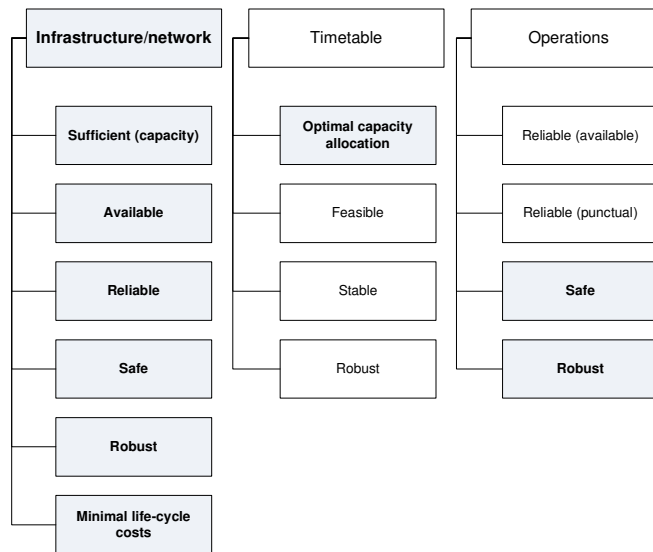 Infrastructure/network
Sufficient (capacity)
Available
Reliable
Safe
Robust
Minimal life-cycle
costs
Timetable
Optimal capacity
allocation
Feasible
Stable
Robust
Operations
Reliable (available)
Reliable (punctual)
Safe
Robust